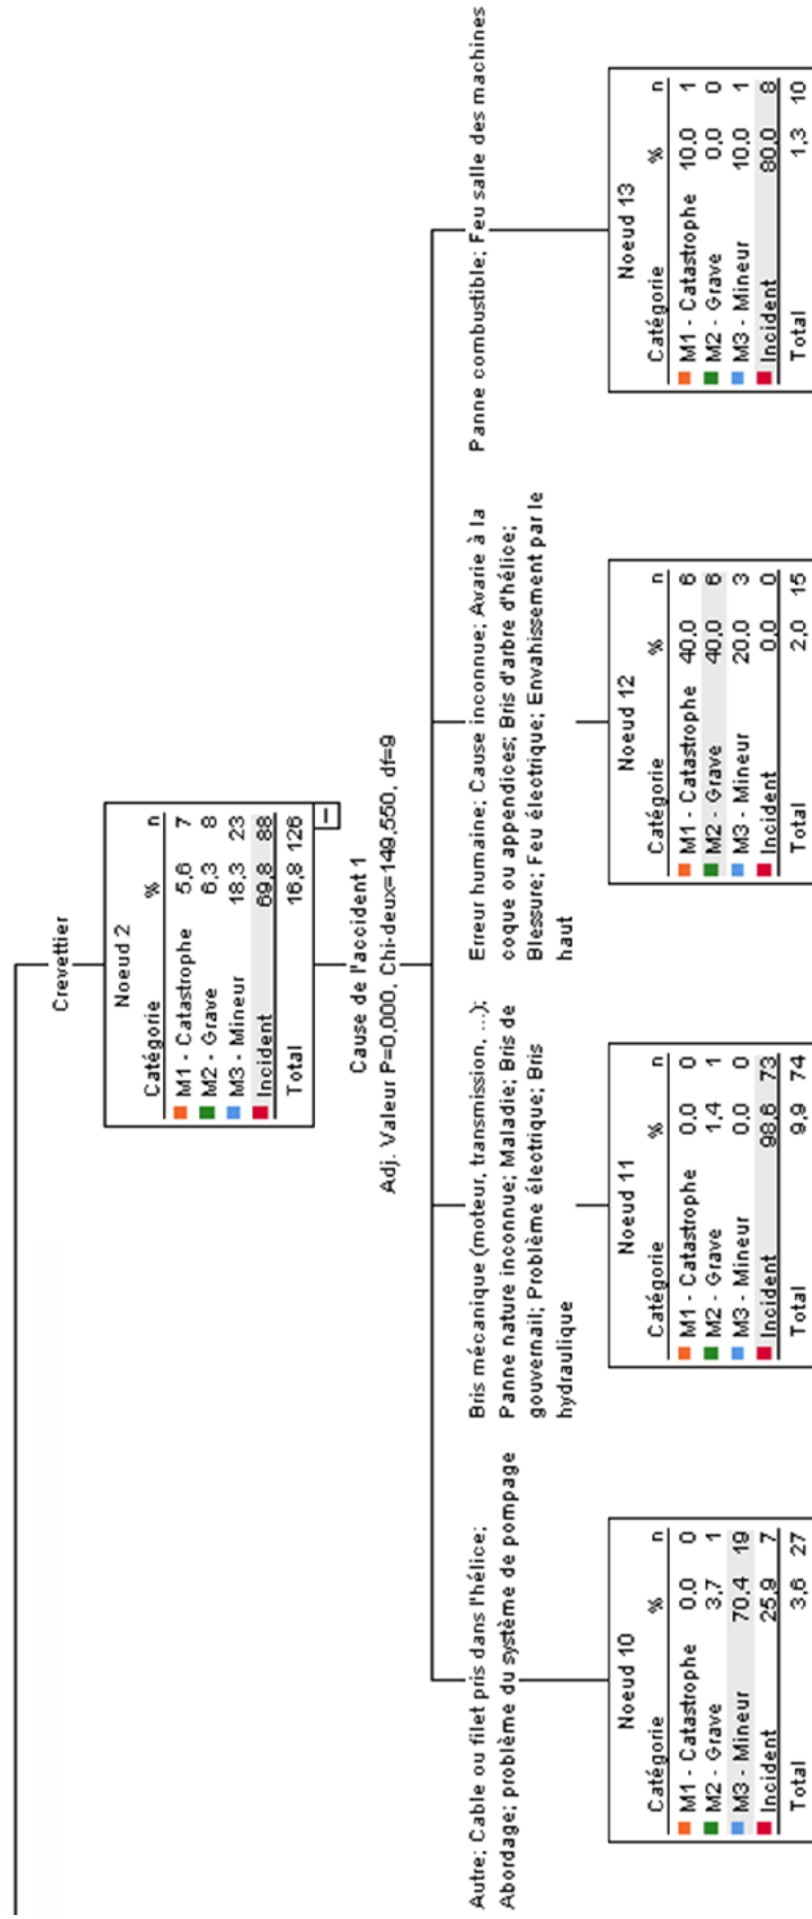 Crevettier
Noeud 2
Catégorie % n
M1 - Catastrophe 5,6 7
M2 - Grave 6,3 8
M3 - Mineur 18,3 23
Incident 69,8 88
Total 16,8 126
Cause de l'accident 1
Adj. Valeur P=0,000, Chi-deux=149,550, df=9
Autre; Cable ou filet pris dans l'hélice;
Abordage; problème du système de pompage
Noeud 10
Catégorie % n
M1 - Catastrophe 0,0 0
M2 - Grave 3,7 1
M3 - Mineur 70,4 19
Incident 25,9 7
Total 3,6 27
Bris mécanique (moteur, transmission, ...);
Panne nature inconnue; Maladie; Bris de
gouvernail; Problème électrique; Bris
hydraulique
Noeud 11
Catégorie % n
M1 - Catastrophe 0,0 0
M2 - Grave 1,4 1
M3 - Mineur 0,0 0
Incident 98,6 73
Total 9,9 74
Erreur humaine; Cause inconnue; Avarie à la
coque ou appendices; Bris d'arbre d'hélice;
Blessure; Feu électrique; Envahissement par le
haut
Noeud 12
Catégorie % n
M1 - Catastrophe 40,0 6
M2 - Grave 40,0 6
M3 - Mineur 20,0 3
Incident 0,0 0
Total 2,0 15
Panne combustible; Feu salle des machines
Noeud 13
Catégorie % n
M1 - Catastrophe 10,0 1
M2 - Grave 0,0 0
M3 - Mineur 10,0 1
Incident 80,0 8
Total 1,3 10